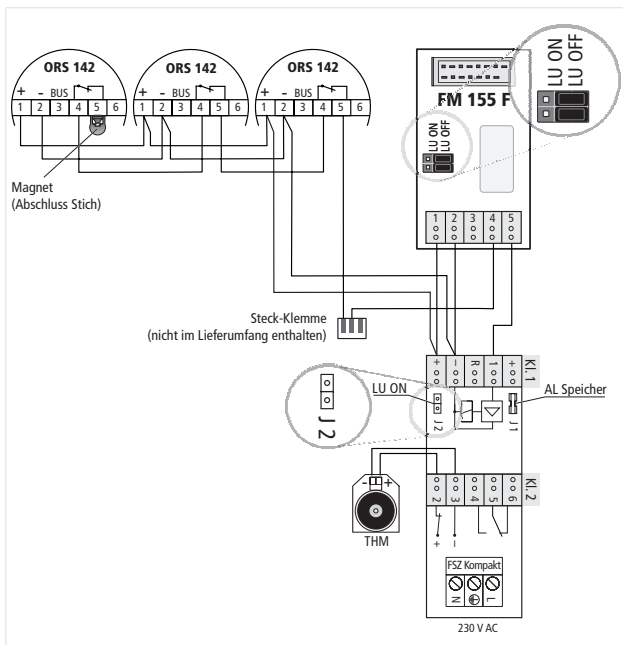 ORS 142
ORS 142
ORS 142
+ - BUS
+ - BUS
+ - BUS
1 2 3 4 5 6
1 2 3 4 5 6
1 2 3 4 5 6
Magnet
(Abschluss Stich)
FM 155 F
LU ON
LU OFF
LU ON
LU OFF
1 2 3 4 5
Steck-Klemme
(nicht im Lieferumfang enthalten)
+ – R 1 +
Kl. 1
LU ON
AL Speicher
J 2
J 2
J 1
- +
THM
2 3 4 5 6
Kl. 2
+ –
FSZ Kompakt
N L
230 V AC